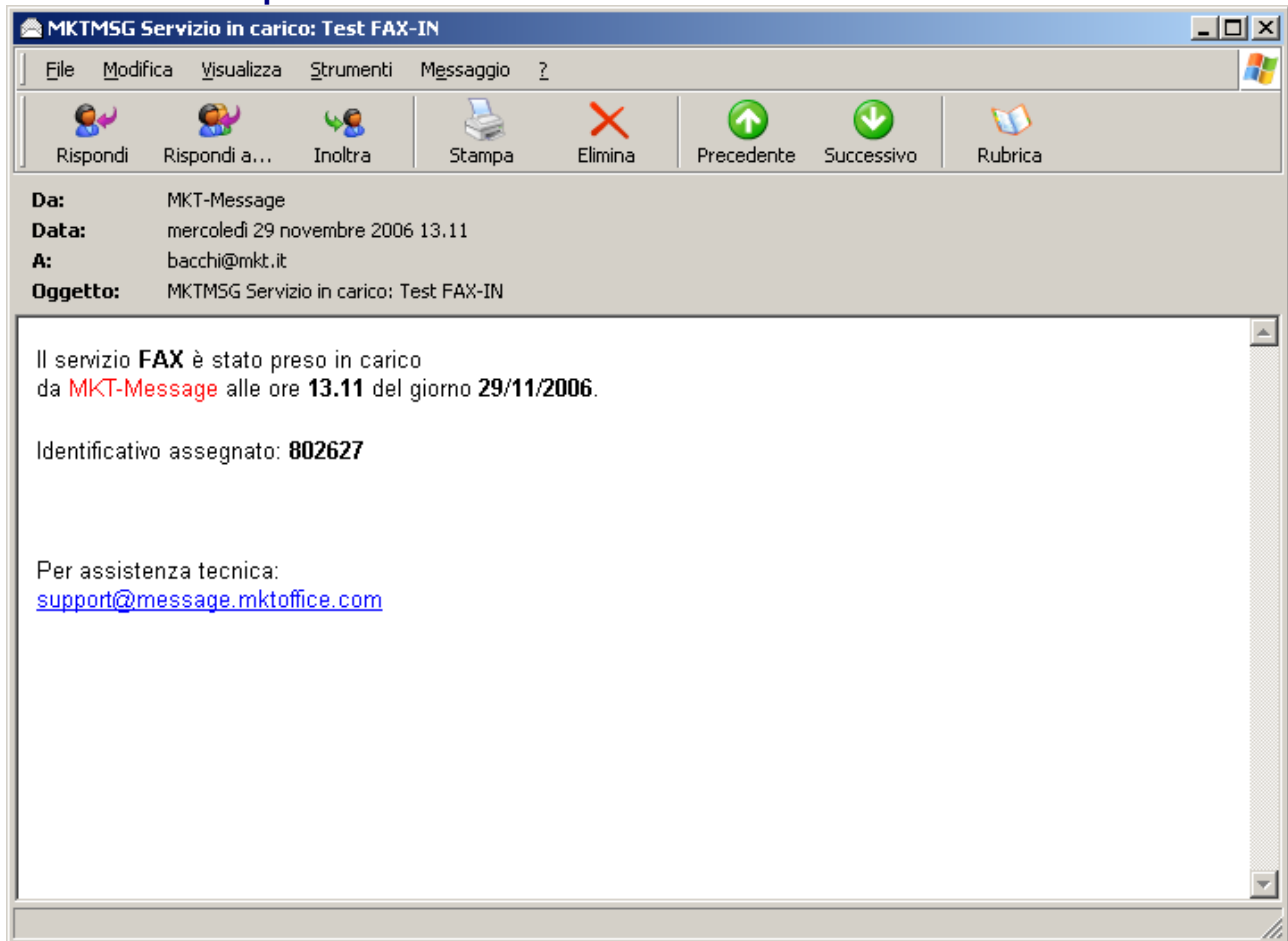 MKTMSG Servizio in carico: Test FAX-IN
File Modifica Visualizza Strumenti Messaggio ?
Rispondi Rispondi a... Inoltra Stampa Elimina Precedente Successivo Rubrica
Da: MKT-Message
Data: mercoledì 29 novembre 2006 13.11
A: bacchi@mkt.it
Oggetto: MKTMSG Servizio in carico: Test FAX-IN
Il servizio FAX è stato preso in carico
da MKT-Message alle ore 13.11 del giorno 29/11/2006.
Identificativo assegnato: 802627
Per assistenza tecnica:
support@message.mktoffice.com